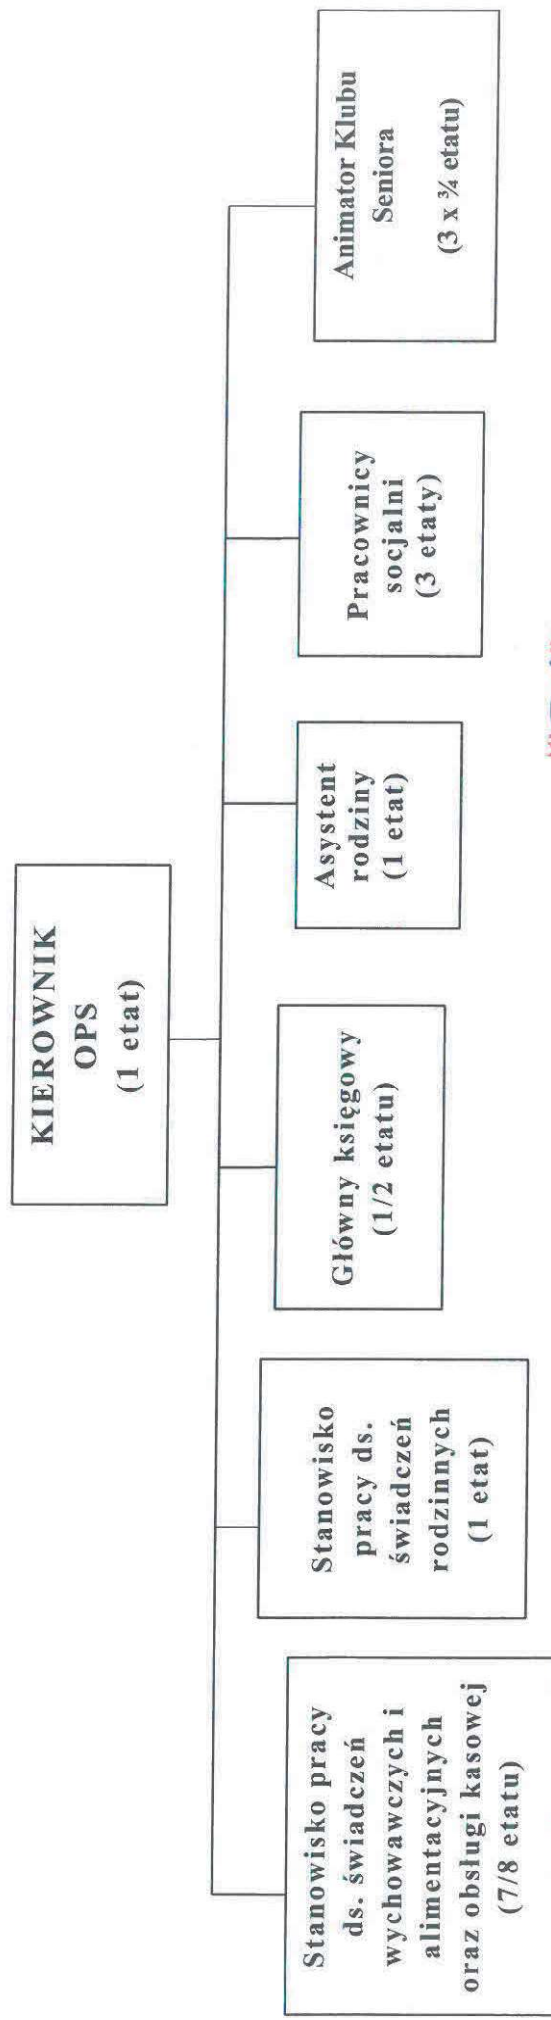 KIEROWNIK
OPS
(1 etat)
Stanowisko pracy
ds. świadczeń
wychowawczych i
alimentacyjnych
oraz obsługi kasowej
(7/8 etatu)
Stanowisko
pracy ds.
świadczeń
rodzinnych
(1 etat)
Główny księgowy
(1/2 etatu)
Asystent
rodziny
(1 etat)
Pracownicy
socjalni
(3 etaty)
Animator Klubu
Seniora
(3 x ¾ etatu)